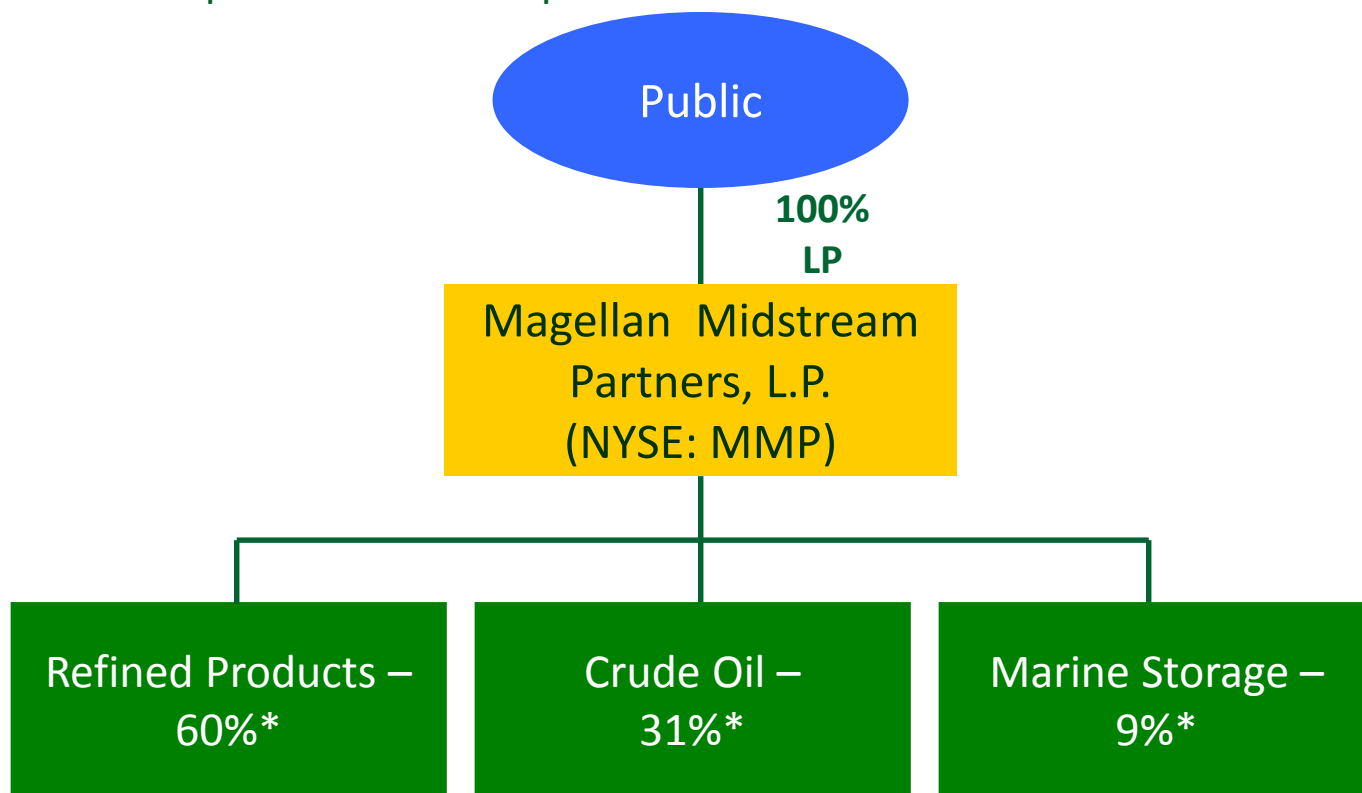 Public
100%
LP
Magellan  Midstream
Partners, L.P.
(NYSE: MMP)
Refined Products –
60%*
Crude Oil –
31%*
Marine Storage –
9%*